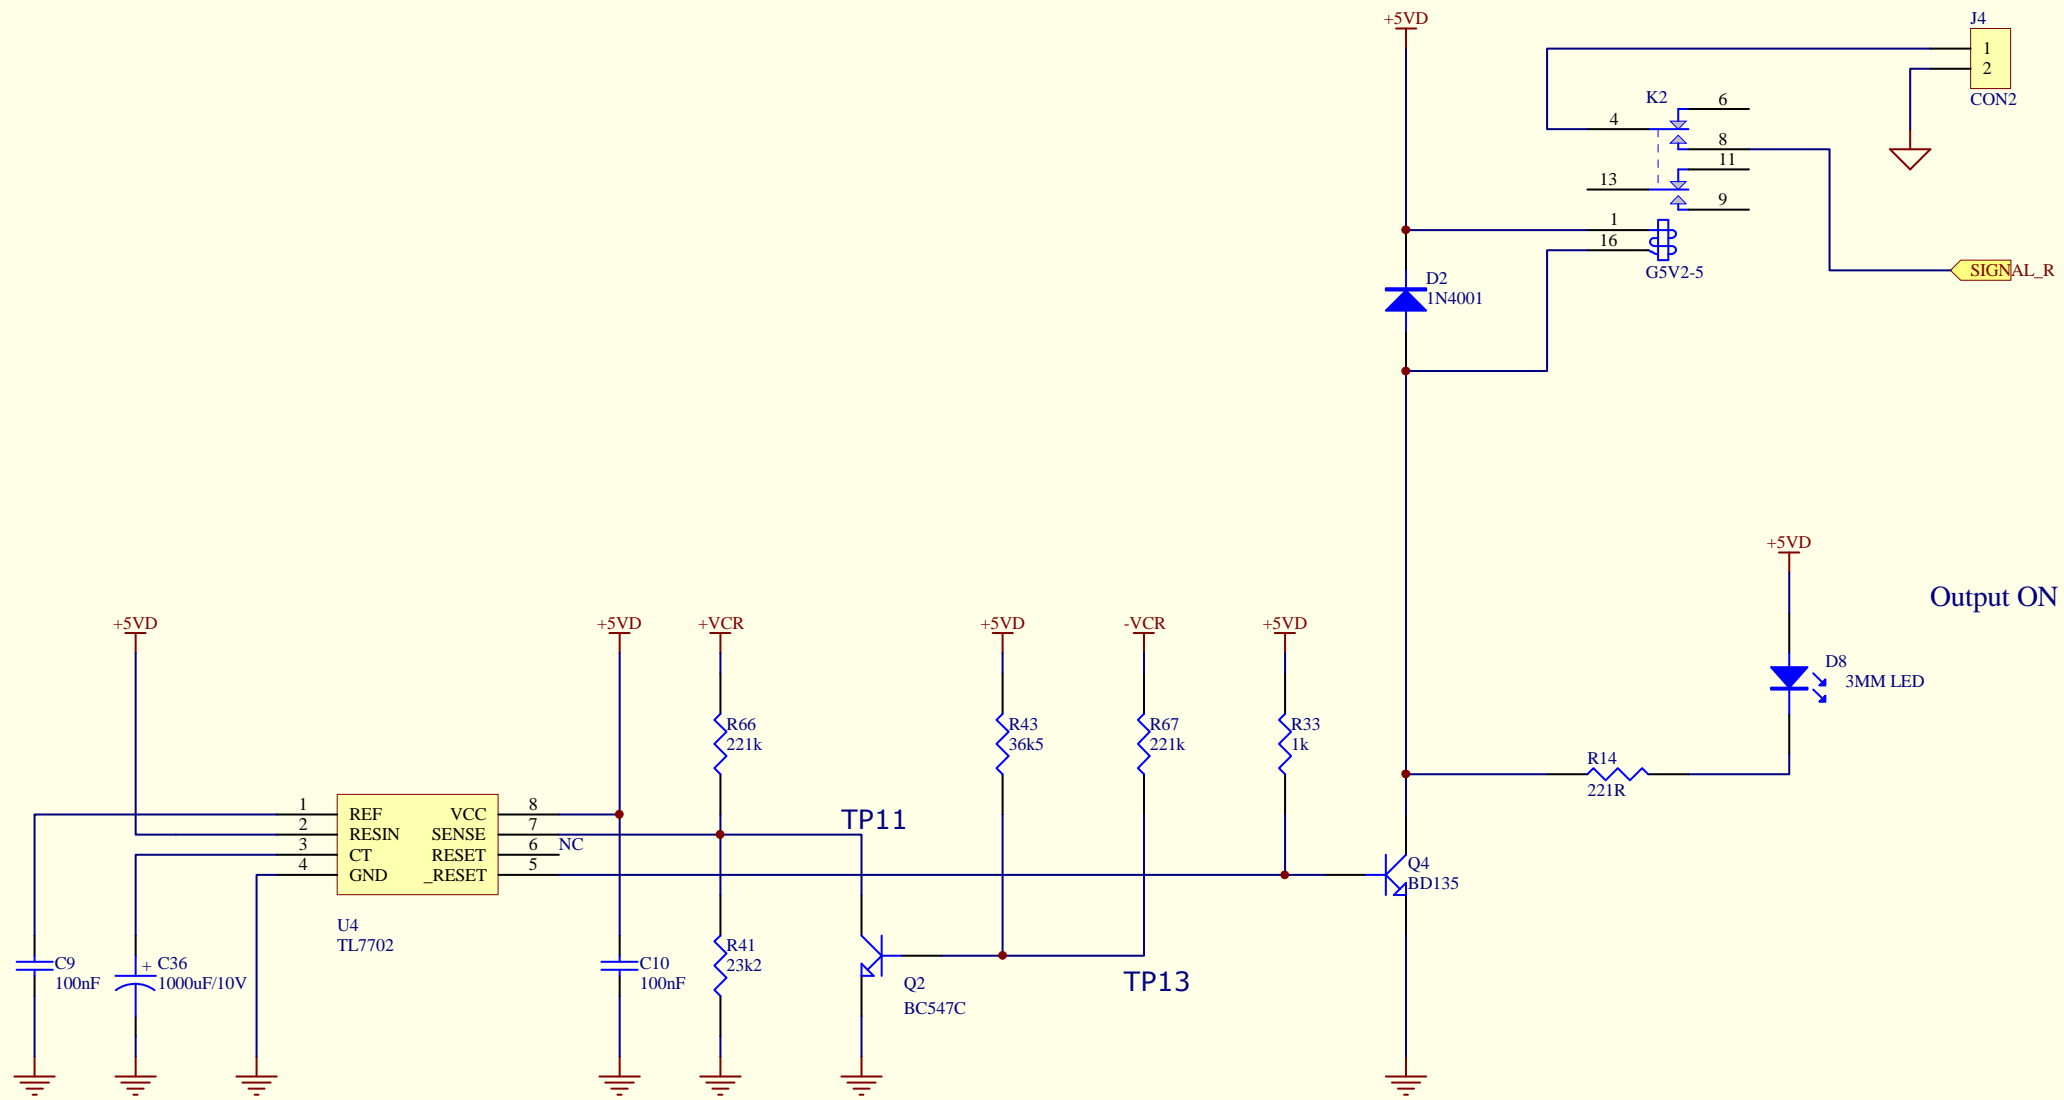 +5VD
J4
1
2
CON2
K2
6
4
8
11
13
9
1
16
G5V2-5
D2
1N4001
SIGNAL_R
+5VD
Output ON
+5VD
+5VD
+VCR
+5VD
-VCR
+5VD
D8
3MM LED
R66
221k
R43
36k5
R67
221k
R33
1k
R14
221R
1
REF
VCC
8
TP11
2
RESIN
SENSE
7
NC
3
CT
RESET
6
4
GND
_RESET
5
Q4
BD135
U4
TL7702
C9
100nF
+
C36
1000uF/10V
C10
100nF
R41
23k2
Q2
BC547C
TP13